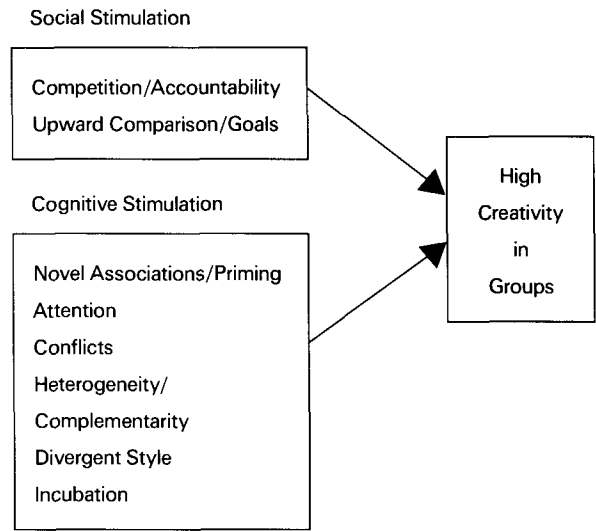 Social Stimulation
Competition/Accountability
Upward Comparison/Goals
Cognitive Stimulation
Novel Associations/Priming
Attention
Conflicts
Heterogeneity/
Complementarity
Divergent Style
Incubation
High
Creativity
in
Groups